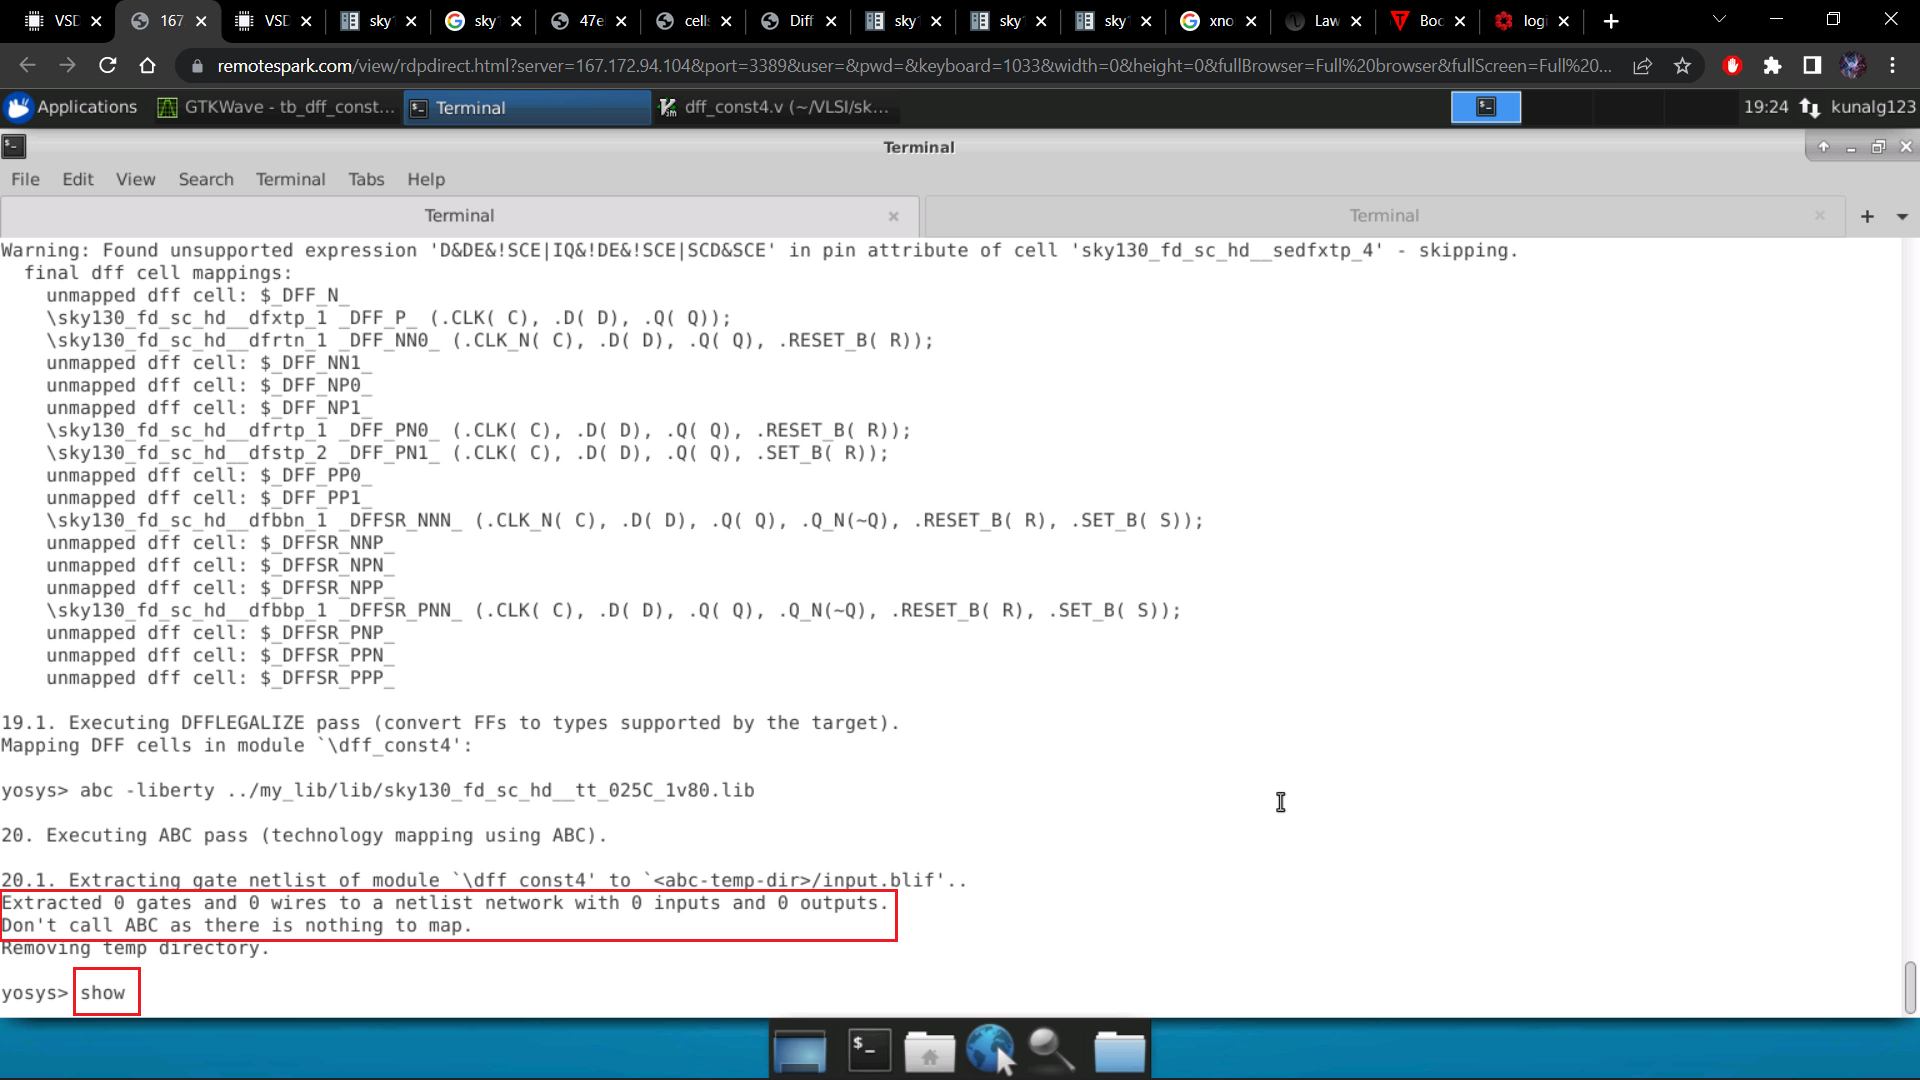 VSD
167
VSD
sky
sky
47e
cell
Diff
sky
sky
sky
xno
Law
Boc
logi
remotespark.com/view/rdpdirect.html?server=167.172.94.104&port=3389&user=&pwd=&keyboard=1033&width=0&height=0&fullBrowser=Full%20browser&fullScreen=Full%20...
Applications
GTKWave - tb_dff_const...
Terminal
dff_const4.v (~/VLSI/sk...
19:24
kunalg123
Terminal
File Edit View Search Terminal Tabs Help
Terminal
Terminal
Warning: Found unsupported expression 'D&DE&!SCE|IQ&!DE&!SCE|SCD&SCE' in pin attribute of cell 'sky130_fd_sc_hd__sedfxtp_4' - skipping.
final dff cell mappings:
unmapped dff cell: $_DFF_N_
\sky130_fd_sc_hd__dfxtp_1 _DFF_P_ (.CLK( C), .D( D), .Q( Q));
\sky130_fd_sc_hd__dfrtn_1 _DFF_NN0_ (.CLK_N( C), .D( D), .Q( Q), .RESET_B( R));
unmapped dff cell: $_DFF_NN1_
unmapped dff cell: $_DFF_NP0_
unmapped dff cell: $_DFF_NP1_
\sky130_fd_sc_hd__dfrtp_1 _DFF_PN0_ (.CLK( C), .D( D), .Q( Q), .RESET_B( R));
\sky130_fd_sc_hd__dfstp_2 _DFF_PN1_ (.CLK( C), .D( D), .Q( Q), .SET_B( R));
unmapped dff cell: $_DFF_PP0_
unmapped dff cell: $_DFF_PP1_
\sky130_fd_sc_hd__dfbbn_1 _DFFSR_NNN_ (.CLK_N( C), .D( D), .Q( Q), .Q_N(~Q), .RESET_B( R), .SET_B( S));
unmapped dff cell: $_DFFSR_NNP_
unmapped dff cell: $_DFFSR_NPN_
unmapped dff cell: $_DFFSR_NPP_
\sky130_fd_sc_hd__dfbbp_1 _DFFSR_PNN_ (.CLK( C), .D( D), .Q( Q), .Q_N(~Q), .RESET_B( R), .SET_B( S));
unmapped dff cell: $_DFFSR_PNP_
unmapped dff cell: $_DFFSR_PPN_
unmapped dff cell: $_DFFSR_PPP_
19.1. Executing DFFLEGALIZE pass (convert FFs to types supported by the target).
Mapping DFF cells in module `\dff_const4':
yosys> abc -liberty ../my_lib/lib/sky130_fd_sc_hd__tt_025C_1v80.lib
20. Executing ABC pass (technology mapping using ABC).
20.1. Extracting gate netlist of module `\dff_const4' to `<abc-temp-dir>/input.blif'..
Extracted 0 gates and 0 wires to a netlist network with 0 inputs and 0 outputs.
Don't call ABC as there is nothing to map.
Removing temp directory.
yosys> show